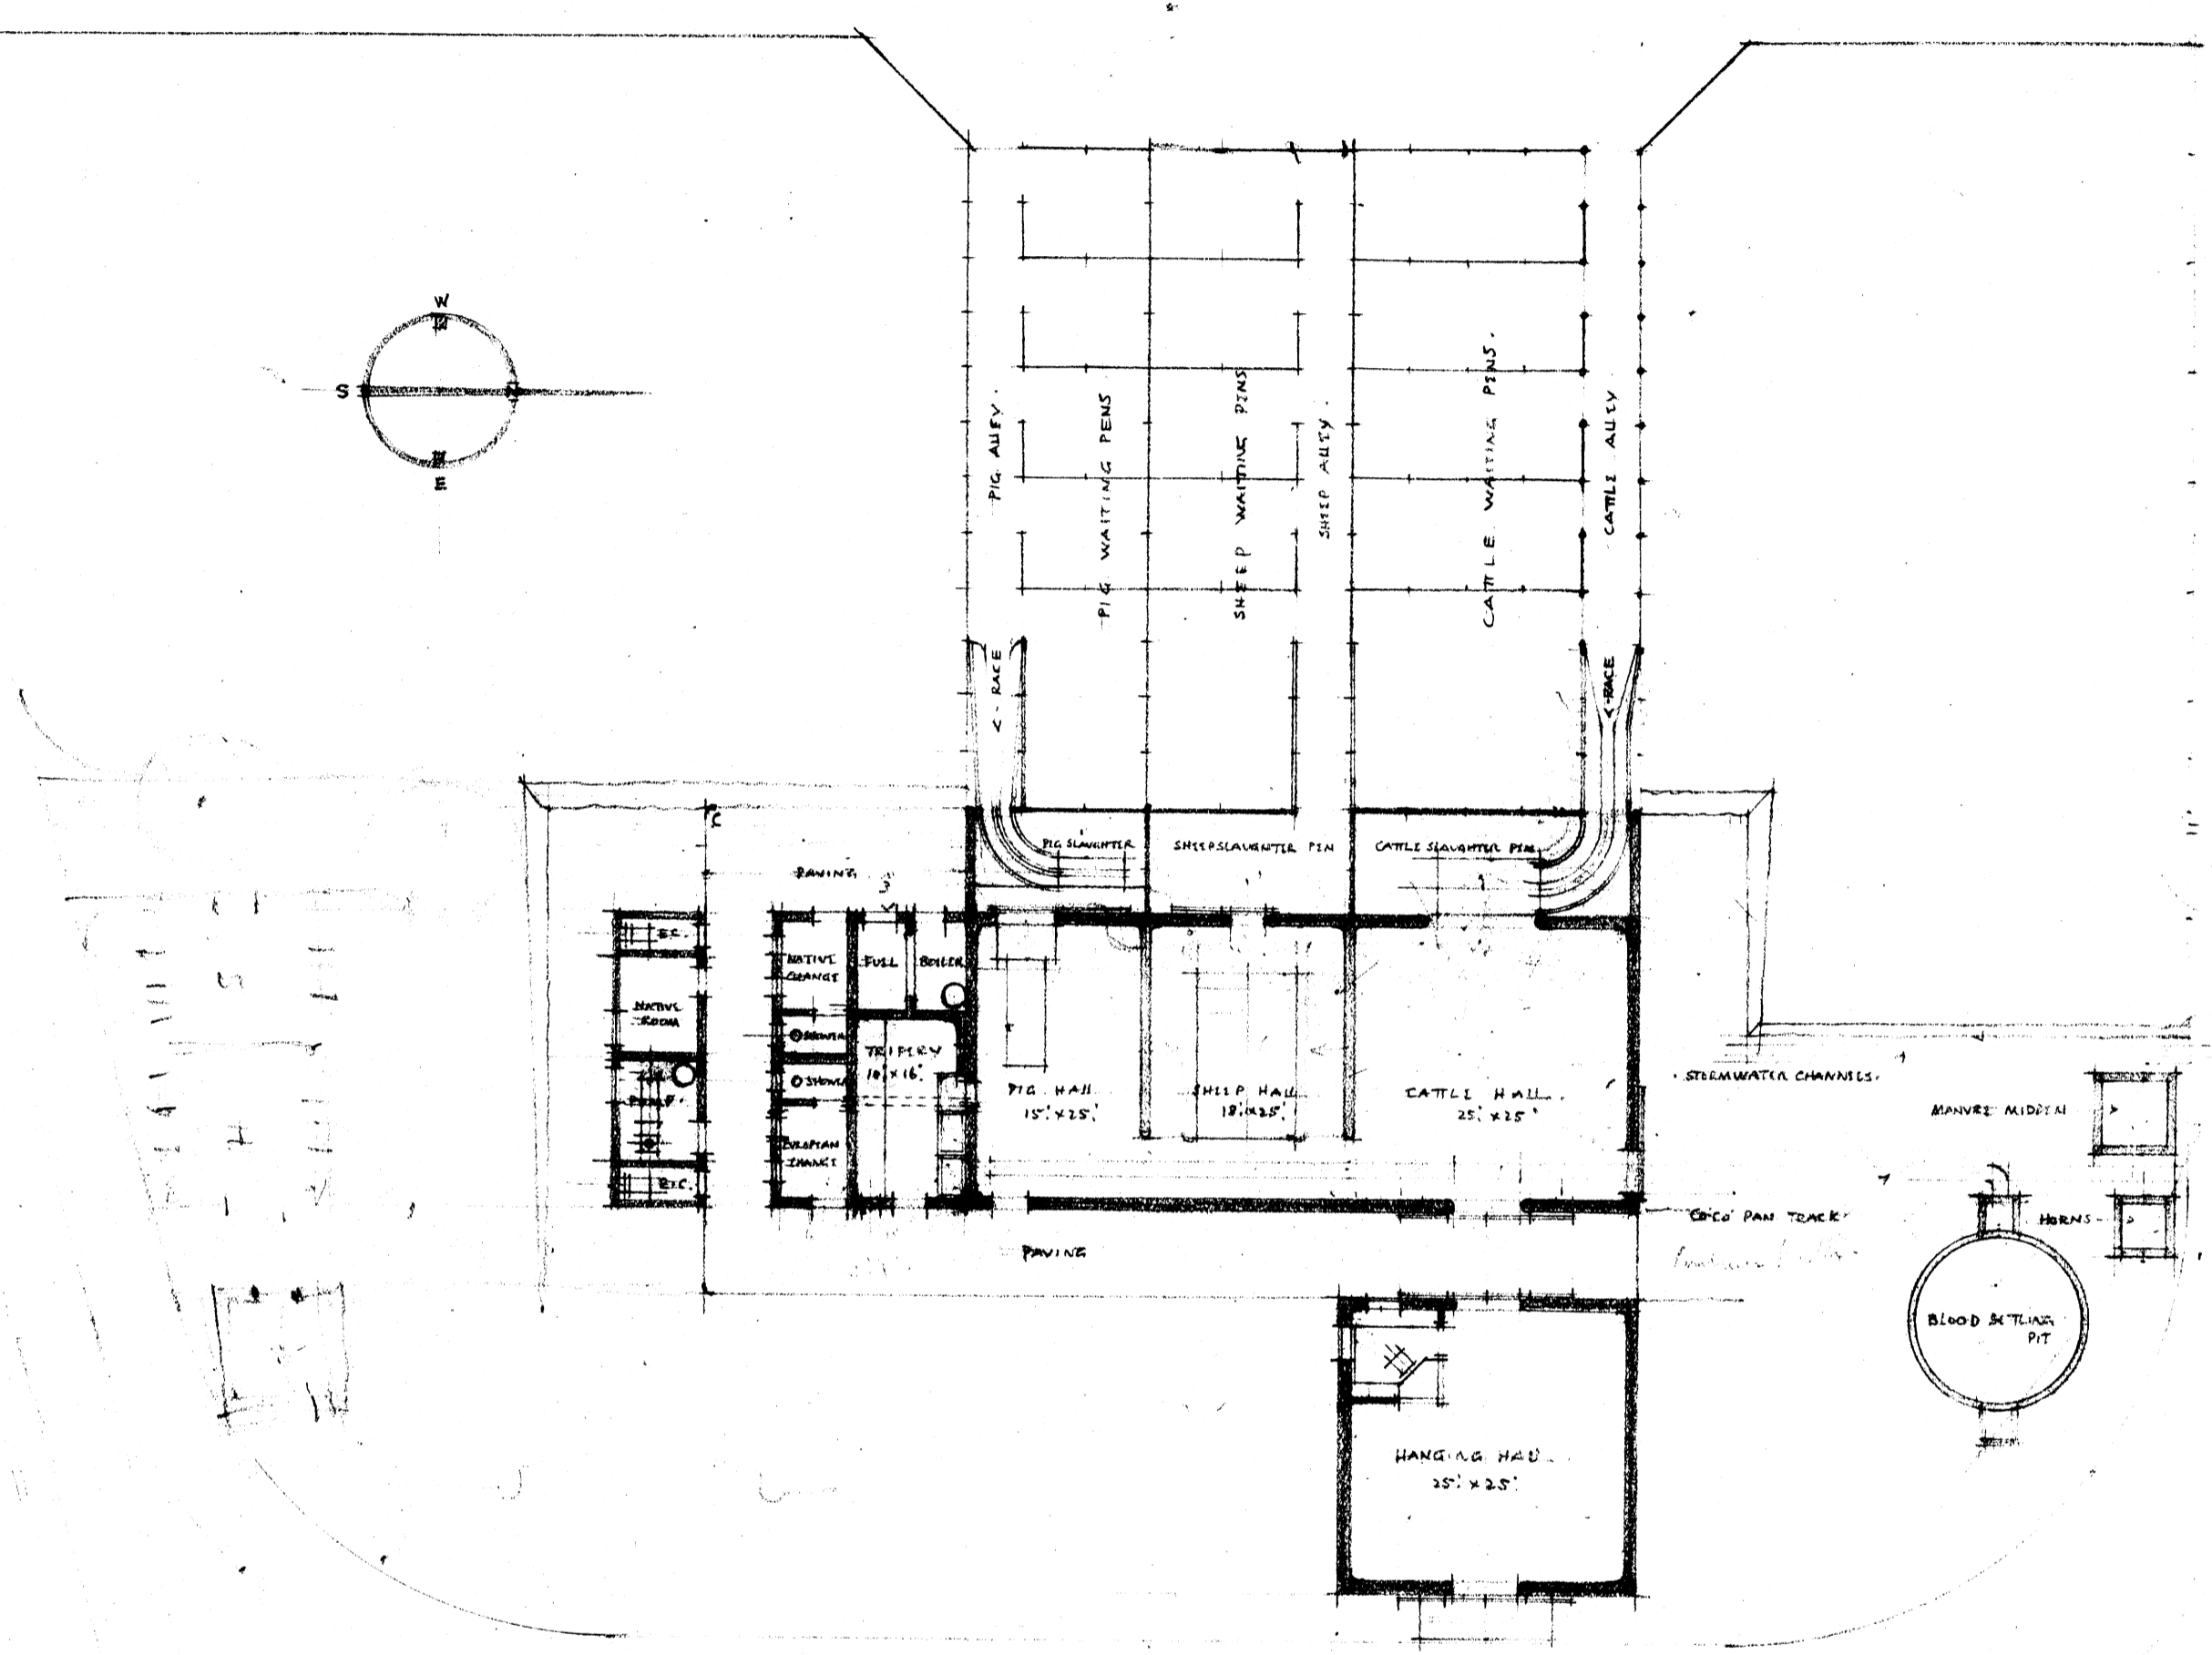 W
S
N
E
PIG ALLEY.
PIG WAITING PENS
SHEEP WAITING PENS
SHEEP ALLEY.
CATTLE WAITING PENS.
CATTLE ALLEY
<-RACE
<-RACE
PIG SLAUGHTER
SHEEP SLAUGHTER PEN
CATTLE SLAUGHTER PEN
PAVING
NATIVE
CHANGE
FUEL
BOILER
NATIVE
ROOM
SHOWER
SHOWER
TRIPERY
10'.x 16'.
EUROPEAN
CHANGE
E.C.
PIG HALL
15'.x 25'.
SHEEP HALL
18'.x 25'.
CATTLE HALL.
25'.x 25'
STORMWATER CHANNELS.
MANURE MIDDEN
HORNS
COCO PAN TRACK
PAVING
BLOOD SETLING
PIT
HANGING HALL.
25'.x 25'.